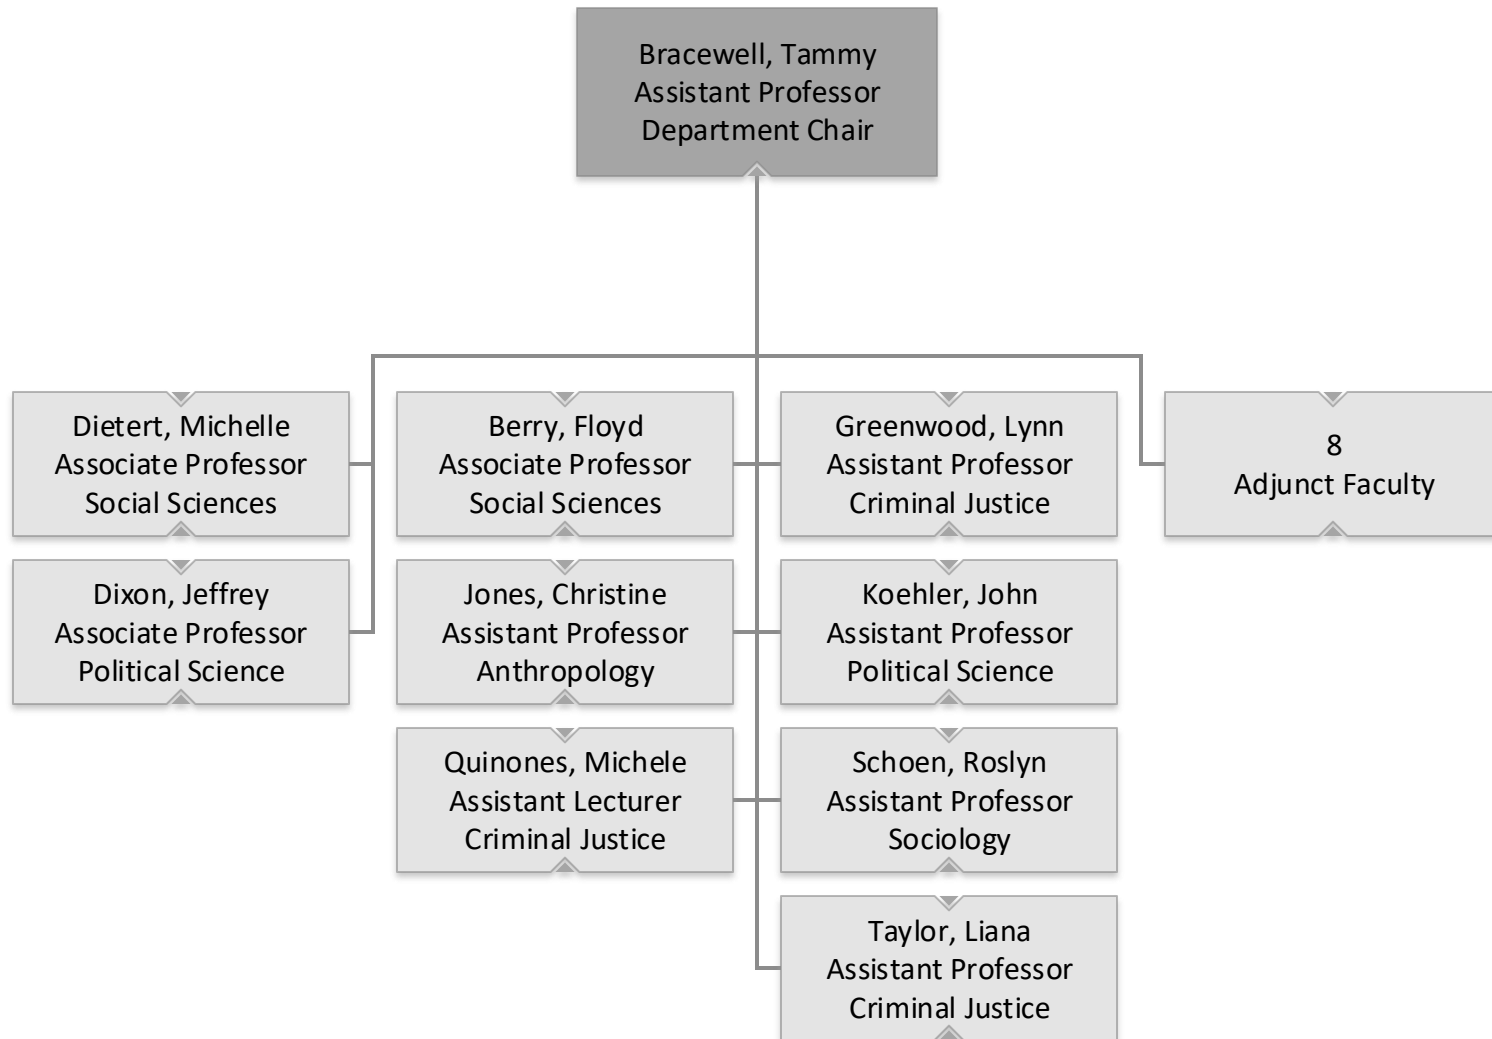 Bracewell, Tammy
Assistant Professor
Department Chair
Dietert, Michelle
Associate Professor
Social Sciences
Berry, Floyd
Associate Professor
Social Sciences
Greenwood, Lynn
Assistant Professor
Criminal Justice
8
Adjunct Faculty
Dixon, Jeffrey
Associate Professor
Political Science
Jones, Christine
Assistant Professor
Anthropology
Koehler, John
Assistant Professor
Political Science
Quinones, Michele
Assistant Lecturer
Criminal Justice
Schoen, Roslyn
Assistant Professor
Sociology
Taylor, Liana
Assistant Professor
Criminal Justice